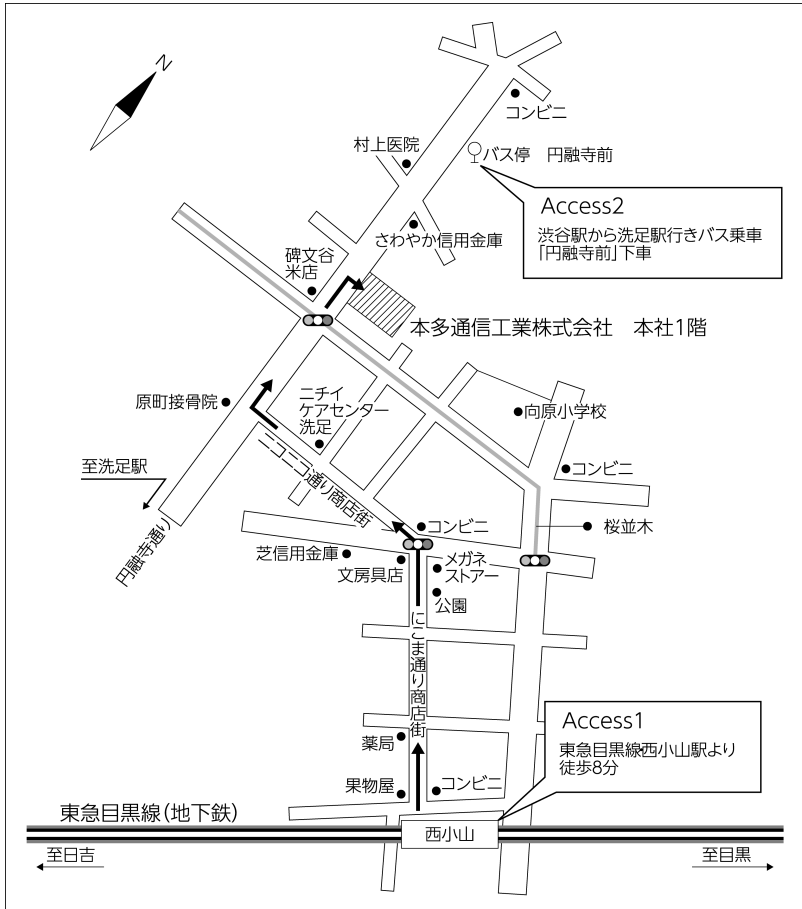 N
コンビニ
村上医院
バス停　円融寺前
Access2
渋谷駅から洗足駅行きバス乗車
「円融寺前」下車
さわやか信用金庫
碑文谷
米店
本多通信工業株式会社　本社1階
原町接骨院
ニチイ
ケアセンター
洗足
向原小学校
至洗足駅
コンビニ
ニコニコ通り商店街
円融寺通り
コンビニ
桜並木
芝信用金庫
文房具店
メガネ
ストアー
公園
にこま通り商店街
Access1
東急目黒線西小山駅より
徒歩8分
薬局
果物屋
コンビニ
東急目黒線(地下鉄)
西小山
至日吉
至目黒